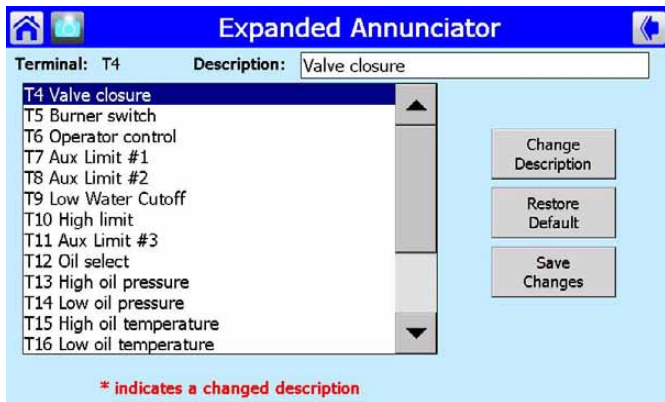 Expanded Annunciator
Terminal: T4 Description: Valve closure
T4 Valve closure
T5 Burner switch
T6 Operator control
T7 Aux Limit #1
T8 Aux Limit #2
T9 Low Water Cutoff
T10 High limit
T11 Aux Limit #3
T12 Oil select
T13 High oil pressure
T14 Low oil pressure
T15 High oil temperature
T16 Low oil temperature
Change
Description
Restore
Default
Save
Changes
* indicates a changed description